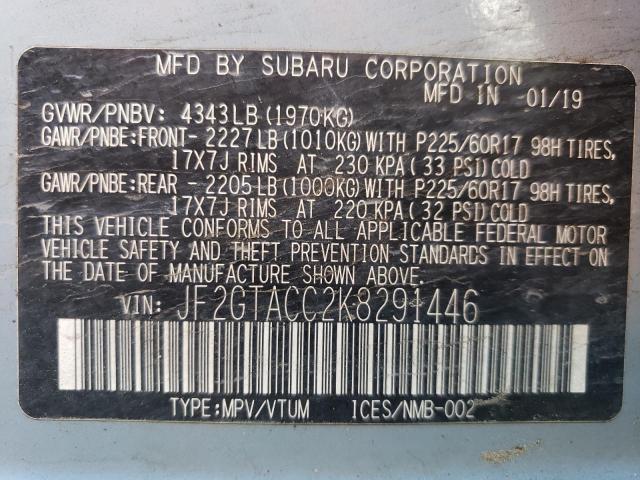 MFD BY SUBARU CORPORATION
MFD IN 01/19
GVWR/PNBV: 4343LB(1970KG)
GAWR/PNBE:FRONT-2227LB(1010KG)WITH P225/60R17 98H TIRES,
17X7J RIMS AT 230 KPA(33 PSI)COLD
GAWR/PNBE:REAR -2205LB(1000KG)WITH P225/60R17 98H TIRES,
17X7J RIMS AT 220 KPA(32 PSI)COLD
THIS VEHICLE CONFORMS TO ALL APPLICABLE FEDERAL MOTOR
VEHICLE SAFETY AND THEFT PREVENTION STANDARDS IN EFFECT ON
THE DATE OF MANUFACTURE SHOWN ABOVE.
VIN: JF2GTACC2K8291446
TYPE:MPV/VTUM ICES/NMB-002